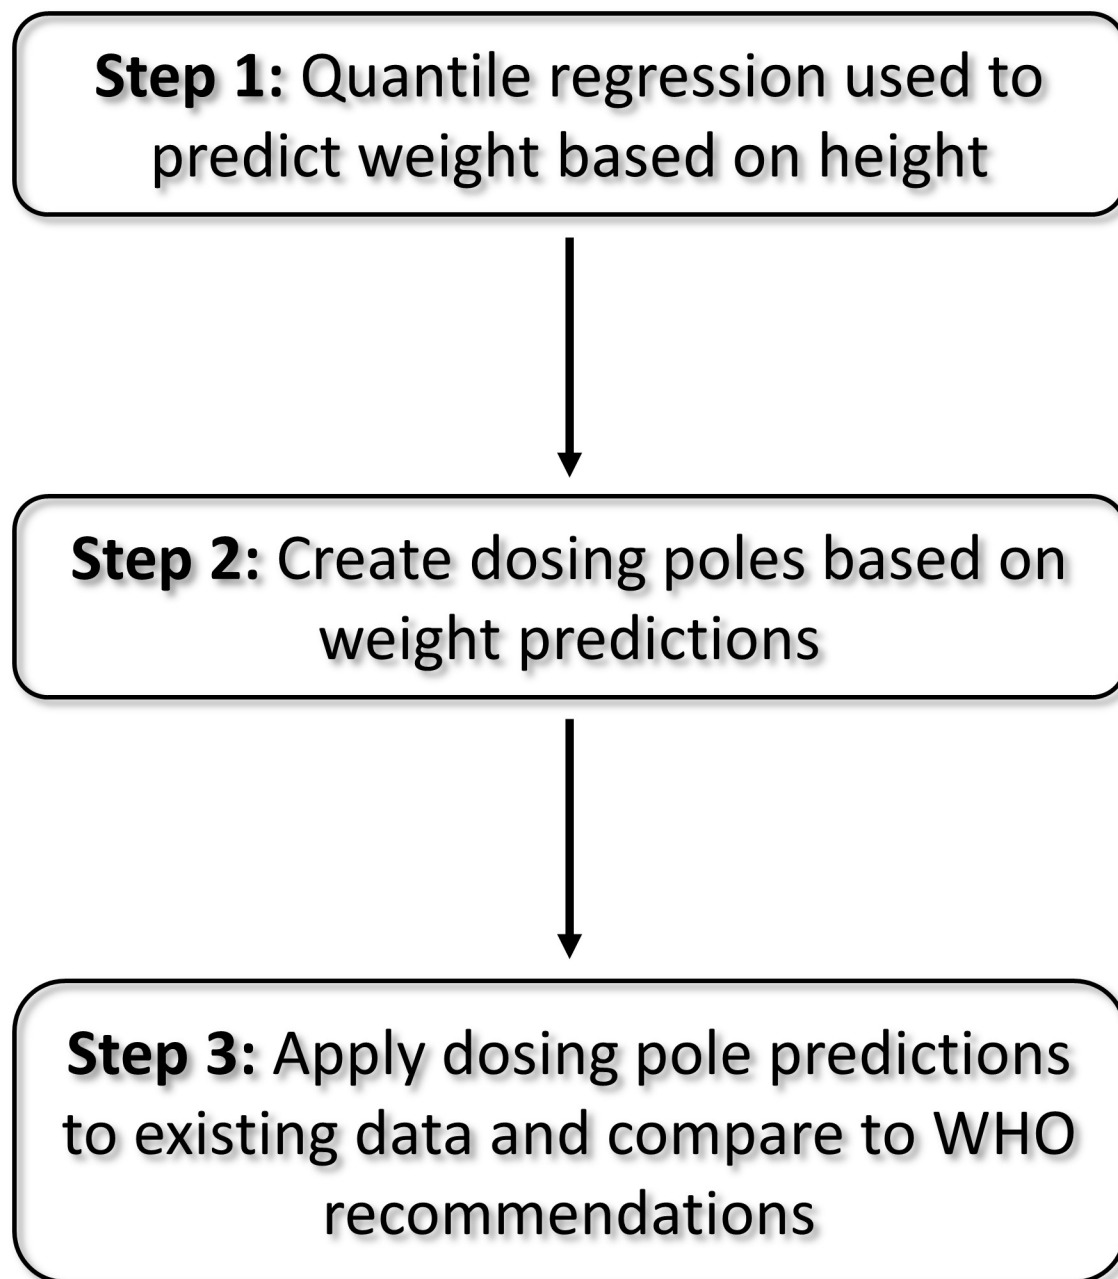 Step 1: Quantile regression used to
predict weight based on height
Step 2: Create dosing poles based on
weight predictions
Step 3: Apply dosing pole predictions
to existing data and compare to WHO
recommendations